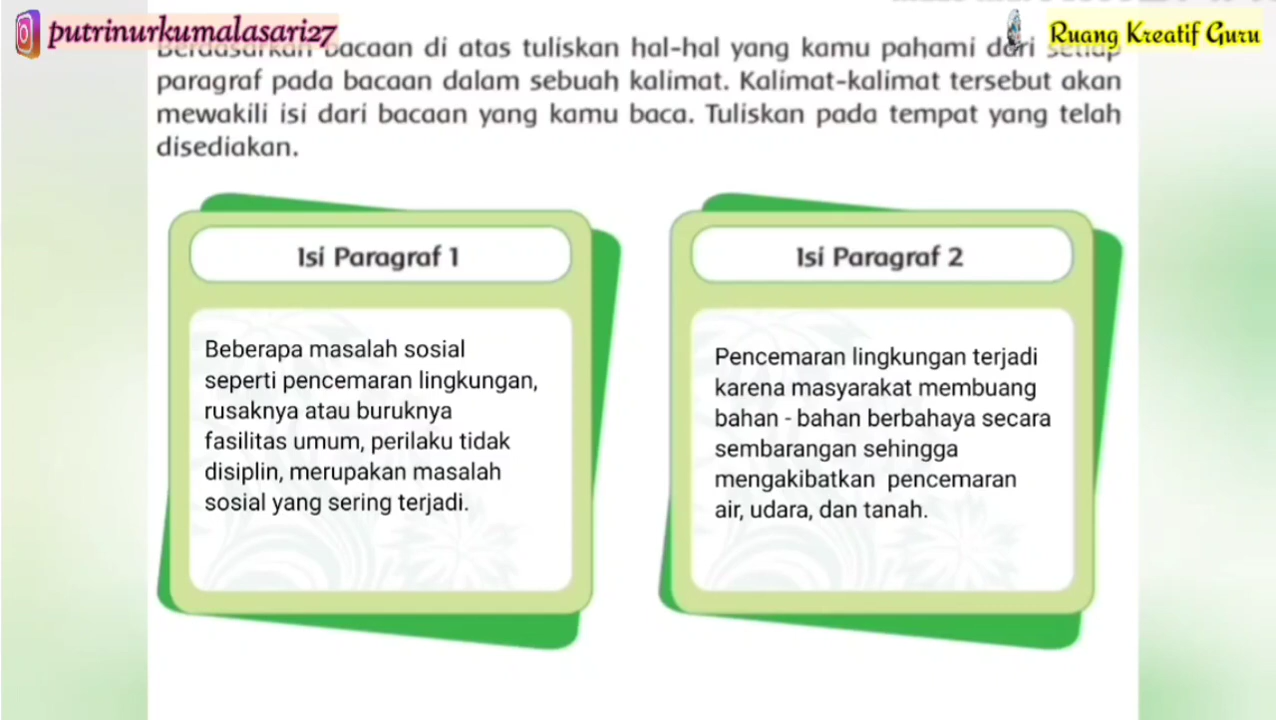 putrinurkumalasari27
Ruang Kreatif Guru
Berdasarkan bacaan di atas tuliskan hal-hal yang kamu pahami dari setiap
paragraf pada bacaan dalam sebuah kalimat. Kalimat-kalimat tersebut akan
mewakili isi dari bacaan yang kamu baca. Tuliskan pada tempat yang telah
disediakan.
Isi Paragraf 1
Beberapa masalah sosial
seperti pencemaran lingkungan,
rusaknya atau buruknya
fasilitas umum, perilaku tidak
disiplin, merupakan masalah
sosial yang sering terjadi.
Isi Paragraf 2
Pencemaran lingkungan terjadi
karena masyarakat membuang
bahan - bahan berbahaya secara
sembarangan sehingga
mengakibatkan pencemaran
air, udara, dan tanah.